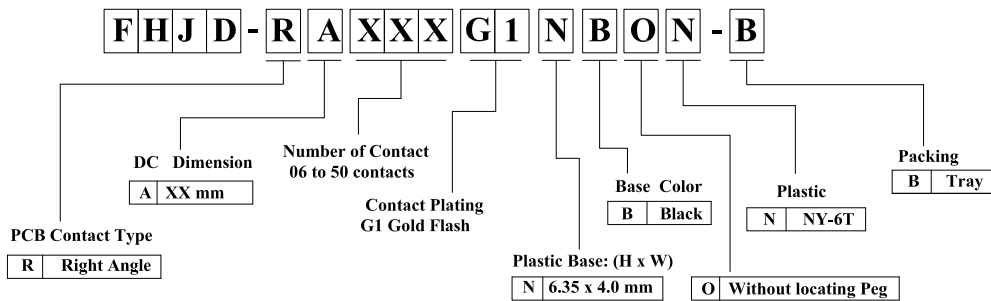 FHJD-RAXXXG1NBON-B
Number of Contact
06 to 50 contacts
DC Dimension
A XX mm
Packing
B Tray
Base Color
B Black
Plastic
N NY-6T
Contact Plating
G1 Gold Flash
PCB Contact Type
R Right Angle
Plastic Base: (H x W)
N 6.35 x 4.0 mm
O Without locating Peg